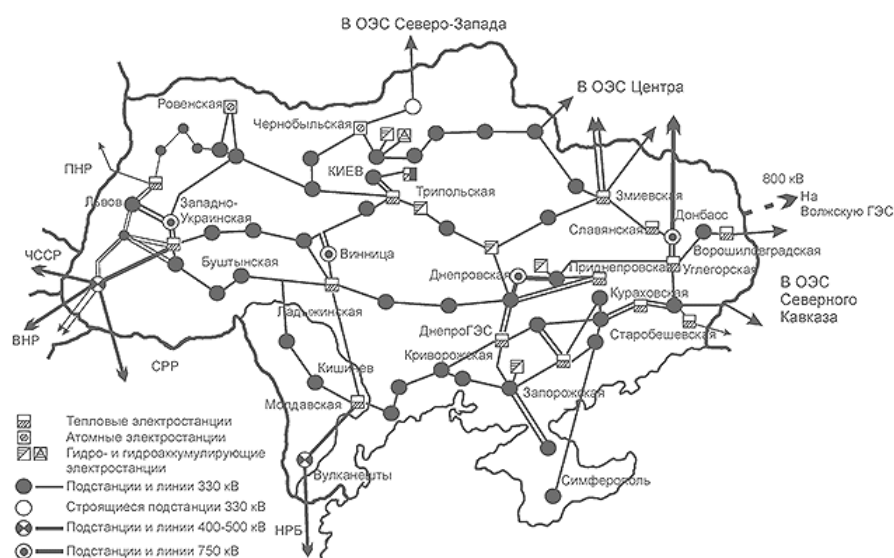 В ОЭС Северо-Запада
Ровенская
Чернобыльская
В ОЭС Центра
ПНР
КИЕВ
Трипольская
Змиевская
800 кВ
На
Волжскую ГЭС
Львов
Западно-
Украинская
Славянская
Донбасс
Ворошиловградская
ЧССР
Буштынская
Винница
Днепровская
Приднепровская
Углегорская
Ладыжинская
Кураховская
В ОЭС
Северного
Кавказа
ВНР
СРР
ДнепроГЭС
Старобешевская
Кишинев
Криворожская
Молдавская
Запорожская
Тепловые электростанции
Атомные электростанции
Гидро- и гидроаккумулирующие
электростанции
Подстанции и линии 330 кВ
Строящиеся подстанции 330 кВ
Подстанции и линии 400-500 кВ
Подстанции и линии 750 кВ
Вулканешты
НРБ
Симферополь